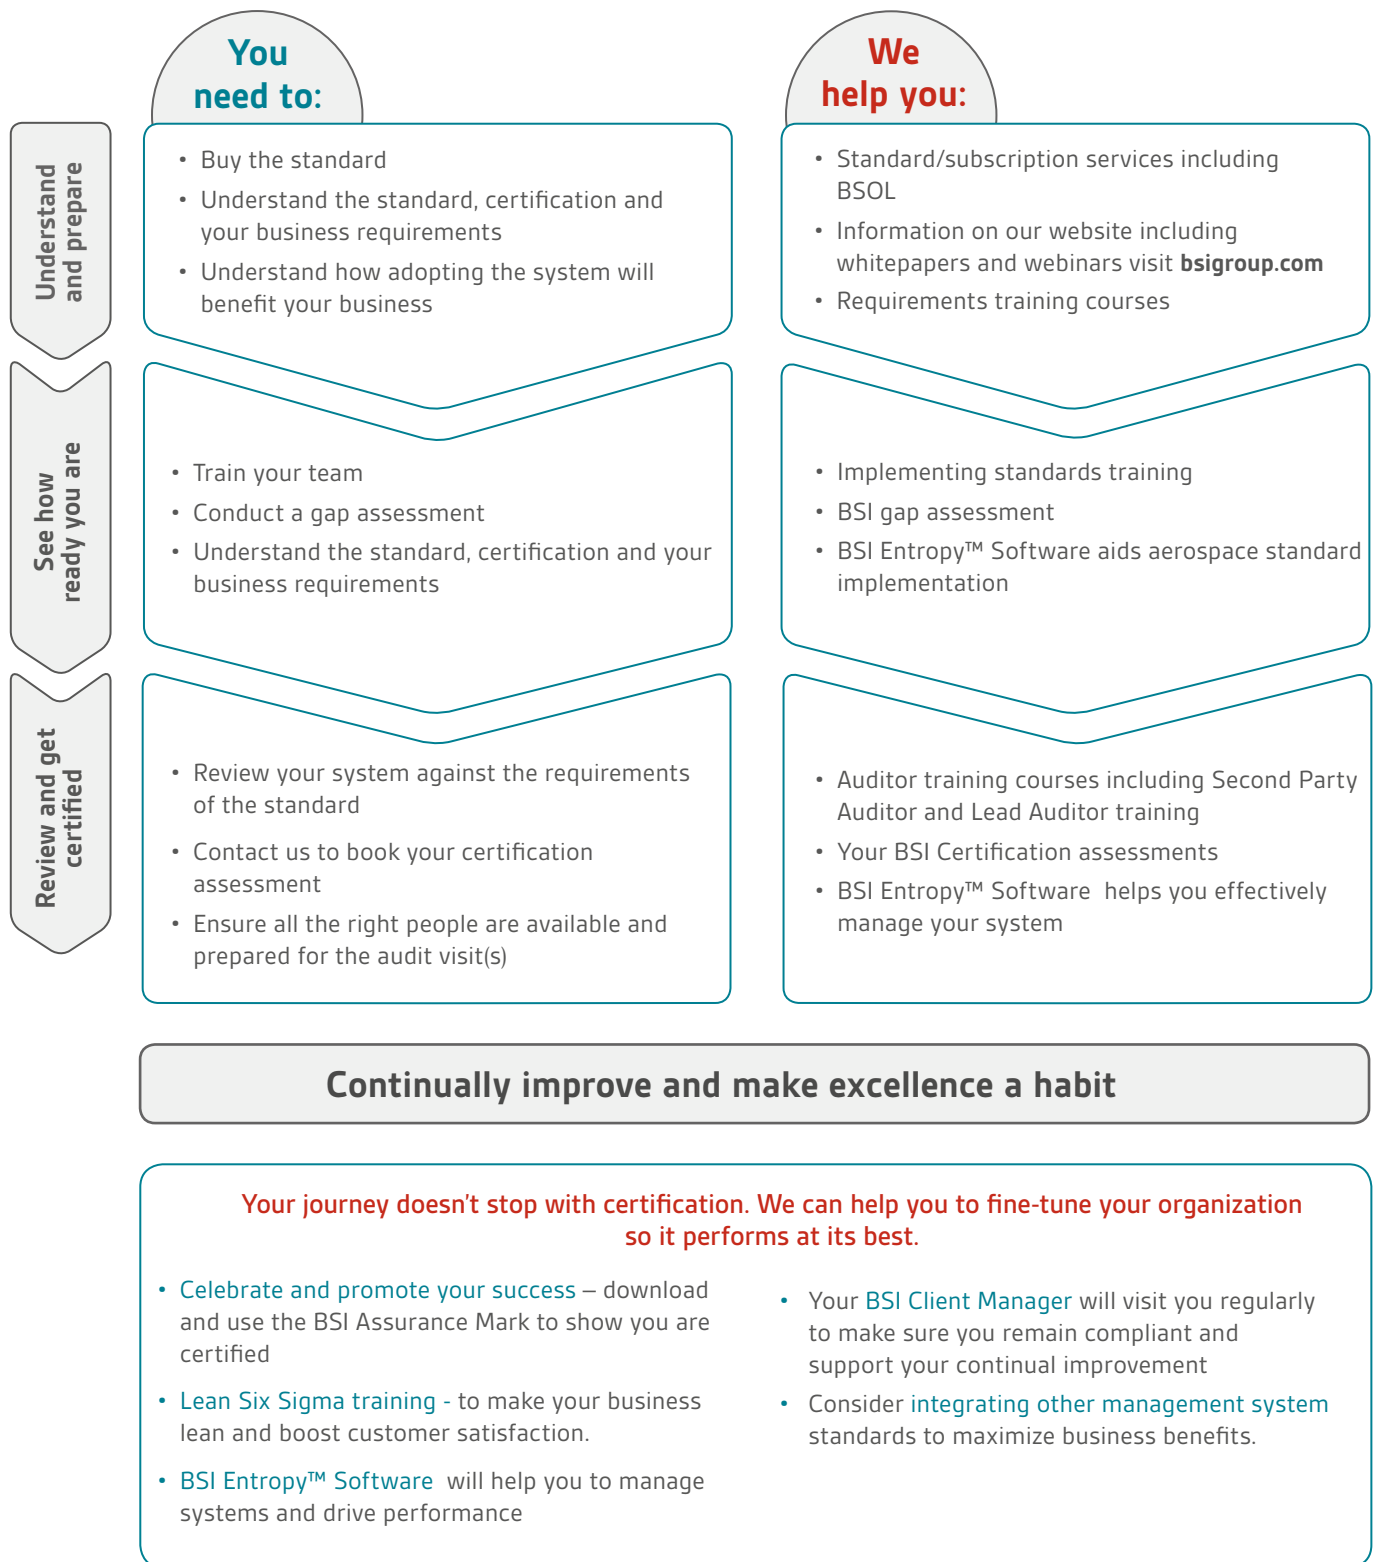 You
need to:
We
help you:
Understand
and prepare
• Buy the standard
• Understand the standard, certification and
your business requirements
• Understand how adopting the system will
benefit your business
• Standard/subscription services including
BSOL
• Information on our website including
whitepapers and webinars visit bsigroup.com
• Requirements training courses
See how
ready you are
• Train your team
• Conduct a gap assessment
• Understand the standard, certification and your
business requirements
• Implementing standards training
• BSI gap assessment
• BSI Entropy™ Software aids aerospace standard
implementation
Review and get
certified
• Review your system against the requirements
of the standard
• Contact us to book your certification
assessment
• Ensure all the right people are available and
prepared for the audit visit(s)
• Auditor training courses including Second Party
Auditor and Lead Auditor training
• Your BSI Certification assessments
• BSI Entropy™ Software helps you effectively
manage your system
Continually improve and make excellence a habit
Your journey doesn't stop with certification. We can help you to fine-tune your organization
so it performs at its best.
• Celebrate and promote your success – download
and use the BSI Assurance Mark to show you are
certified
• Lean Six Sigma training - to make your business
lean and boost customer satisfaction.
• BSI Entropy™ Software will help you to manage
systems and drive performance
• Your BSI Client Manager will visit you regularly
to make sure you remain compliant and
support your continual improvement
• Consider integrating other management system
standards to maximize business benefits.